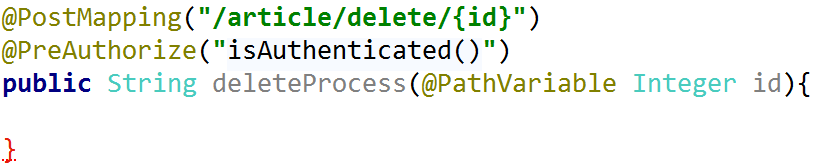 @PostMapping("/article/delete/{id}")
@PreAuthorize("isAuthenticated()")
public String deleteProcess(@PathVariable Integer id){
}